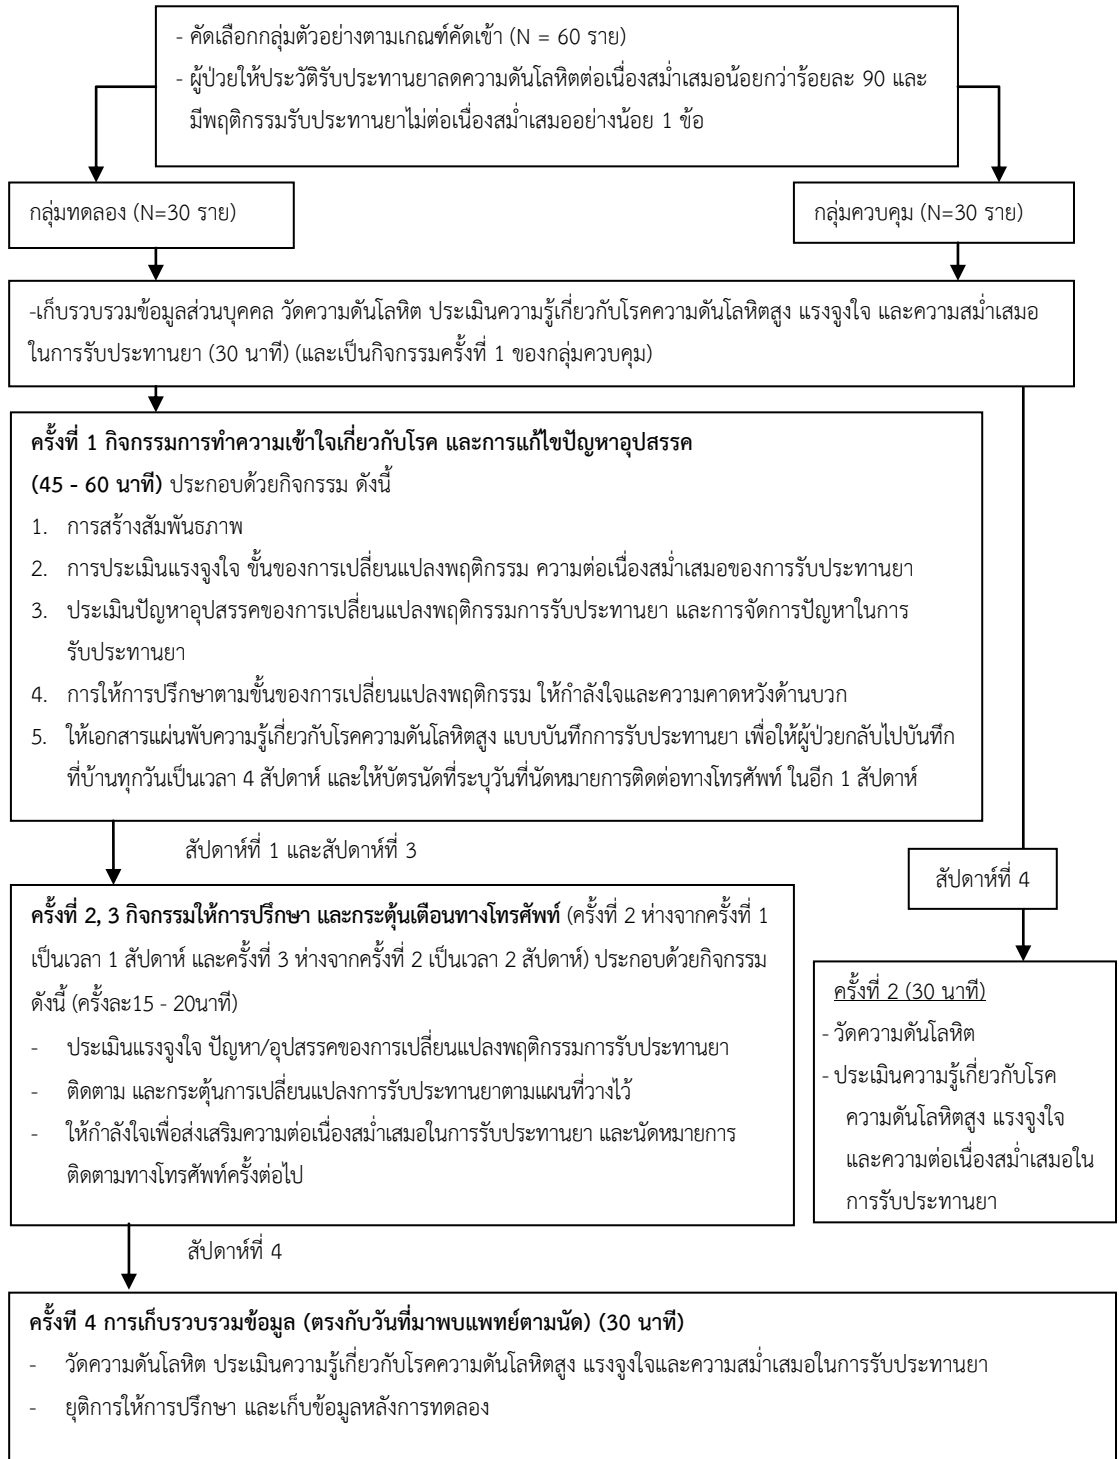 - คัดเลือกกลุ่มตัวอย่างตามเกณฑ์คัดเข้า (N = 60 ราย)
- ผู้ป่วยให้ประวัติรับประทานยาลดความดันโลหิตต่อเนื่องสม่ำเสมอน้อยกว่าร้อยละ 90 และ
มีพฤติกรรมรับประทานยาไม่ต่อเนื่องสม่ำเสมออย่างน้อย 1 ข้อ
กลุ่มทดลอง (N=30 ราย)
กลุ่มควบคุม (N=30 ราย)
-เก็บรวบรวมข้อมูลส่วนบุคคล วัดความดันโลหิต ประเมินความรู้เกี่ยวกับโรคความดันโลหิตสูง แรงจูงใจ และความสม่ำเสมอ
ในการรับประทานยา (30 นาที) (และเป็นกิจกรรมครั้งที่ 1 ของกลุ่มควบคุม)
ครั้งที่ 1 กิจกรรมการทำความเข้าใจเกี่ยวกับโรค และการแก้ไขปัญหาอุปสรรค
(45 - 60 นาที) ประกอบด้วยกิจกรรม ดังนี้
1. การสร้างสัมพันธภาพ
2. การประเมินแรงจูงใจ ขั้นของการเปลี่ยนแปลงพฤติกรรม ความต่อเนื่องสม่ำเสมอของการรับประทานยา
3. ประเมินปัญหาอุปสรรคของการเปลี่ยนแปลงพฤติกรรมการรับประทานยา และการจัดการปัญหาในการ
รับประทานยา
4. การให้การปรึกษาตามขั้นของการเปลี่ยนแปลงพฤติกรรม ให้กำลังใจและความคาดหวังด้านบวก
5. ให้เอกสารแผ่นพับความรู้เกี่ยวกับโรคความดันโลหิตสูง แบบบันทึกการรับประทานยา เพื่อให้ผู้ป่วยกลับไปบันทึก
ที่บ้านทุกวันเป็นเวลา 4 สัปดาห์ และให้บัตรนัดที่ระบุวันที่นัดหมายการติดต่อทางโทรศัพท์ ในอีก 1 สัปดาห์
สัปดาห์ที่ 1 และสัปดาห์ที่ 3
สัปดาห์ที่ 4
ครั้งที่ 2, 3 กิจกรรมให้การปรึกษา และกระตุ้นเตือนทางโทรศัพท์ (ครั้งที่ 2 ห่างจากครั้งที่ 1
เป็นเวลา 1 สัปดาห์ และครั้งที่ 3 ห่างจากครั้งที่ 2 เป็นเวลา 2 สัปดาห์) ประกอบด้วยกิจกรรม
ดังนี้ (ครั้งละ15 - 20นาที)
- ประเมินแรงจูงใจ ปัญหา/อุปสรรคของการเปลี่ยนแปลงพฤติกรรมการรับประทานยา
- ติดตาม และกระตุ้นการเปลี่ยนแปลงการรับประทานยาตามแผนที่วางไว้
- ให้กำลังใจเพื่อส่งเสริมความต่อเนื่องสม่ำเสมอในการรับประทานยา และนัดหมายการ
ติดตามทางโทรศัพท์ครั้งต่อไป
ครั้งที่ 2 (30 นาที)
- วัดความดันโลหิต
- ประเมินความรู้เกี่ยวกับโรค
ความดันโลหิตสูง แรงจูงใจ
และความต่อเนื่องสม่ำเสมอใน
การรับประทานยา
สัปดาห์ที่ 4
ครั้งที 4 การเก็บรวบรวมข้อมูล (ตรงกับวันที่มาพบแพทย์ตามนัด) (30 นาที)
- วัดความดันโลหิต ประเมินความรู้เกี่ยวกับโรคความดันโลหิตสูง แรงจูงใจและความสม่ำเสมอในการรับประทานยา
- ยุติการให้การปรึกษา และเก็บข้อมูลหลังการทดลอง